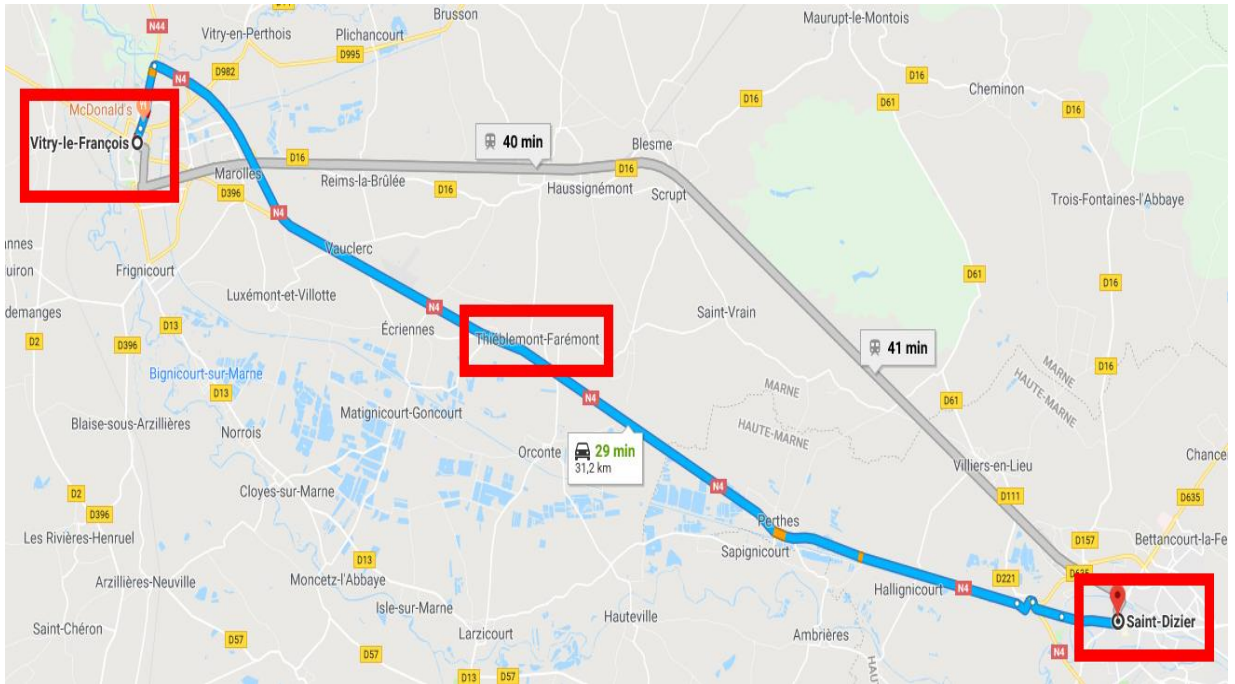 Brusson
D77
Maurupt-le-Montois
N44
Vitry-en-Perthois
Plichancourt
D995
N4
D982
D16
D61
Cheminon
D16
McDonald's
Vitry-le-François
40 min
Blesme
D16
D16
Marolles
Reims-la-Brûlée
D16
Haussignémont
Scrupt
D396
Trois-Fontaines-l'Abbaye
N4
annes
Vauclerc
uiron
Frignicourt
D61
Luxémont-et-Villotte
N4
demanges
Saint-Vrain
D13
Écriennes
Thiéblemont-Farémont
D2
D396
41 min
MARNE
HAUTE-MARNE
D16
Bignicourt-sur-Marne
D13
N4
MARNE
D61
Matignicourt-Goncourt
Blaise-sous-Arzillières
HAUTE-MARNE
Norrois
29 min
31,2 km
Orconte
Chancen
Villiers-en-Lieu
Cloyes-sur-Marne
N4
D2
D111
D635
D396
Perthes
Les Rivières-Henruel
Sapignicourt
D157
Bettancourt-la-Fe
D13
D635
Arzillières-Neuville
Moncetz-l'Abbaye
D221
Hallignicourt
N4
Isle-sur-Marne
Hauteville
Saint-Dizier
Saint-Chéron
D57
Larzicourt
Ambrières
D57
N4
HAU
D13
D57